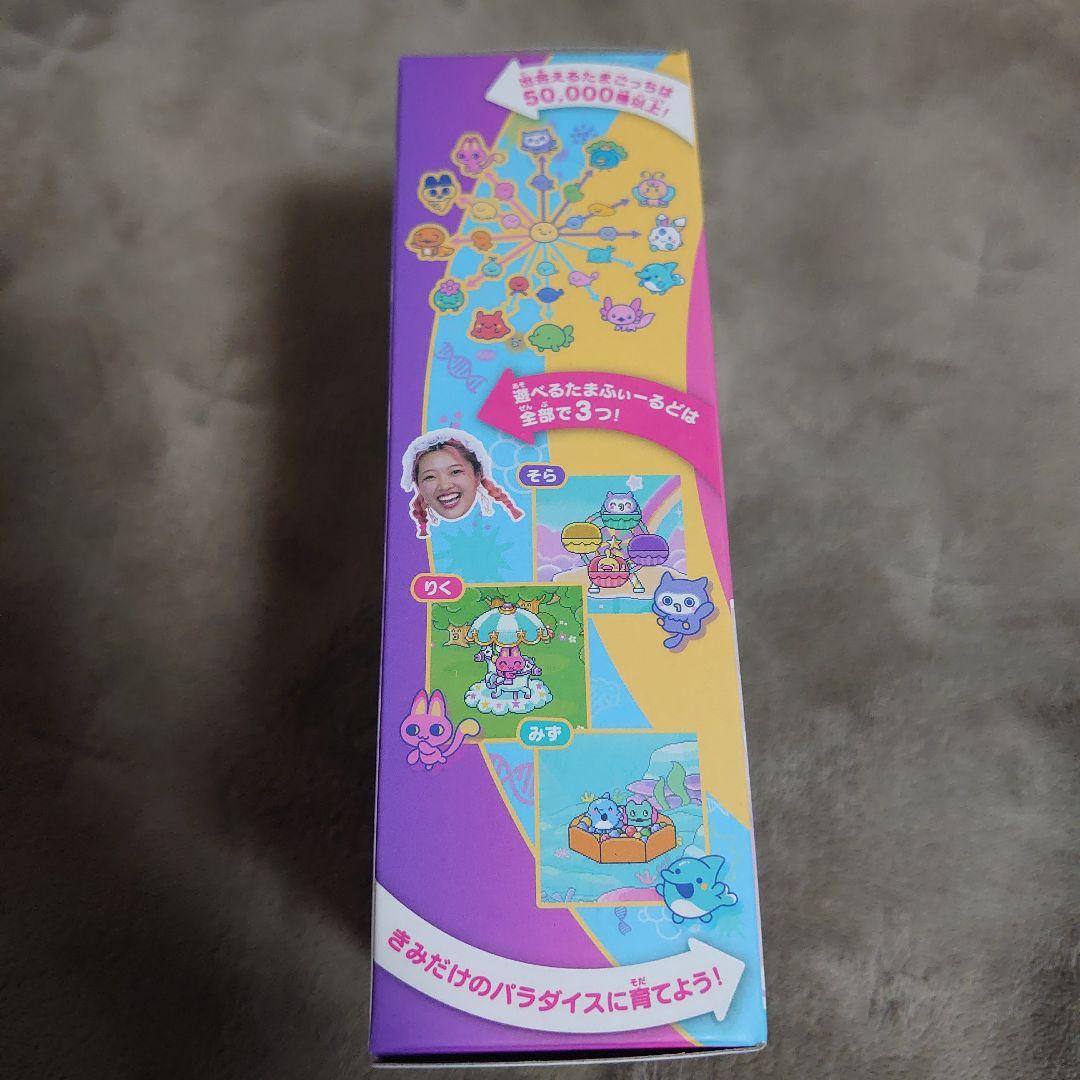 出会えるたまごっちは
50,000種以上!
遊べるたまふぃーるどは
全部で3つ!
そら
りく
みず
きみだけのパラダイスに育てよう!